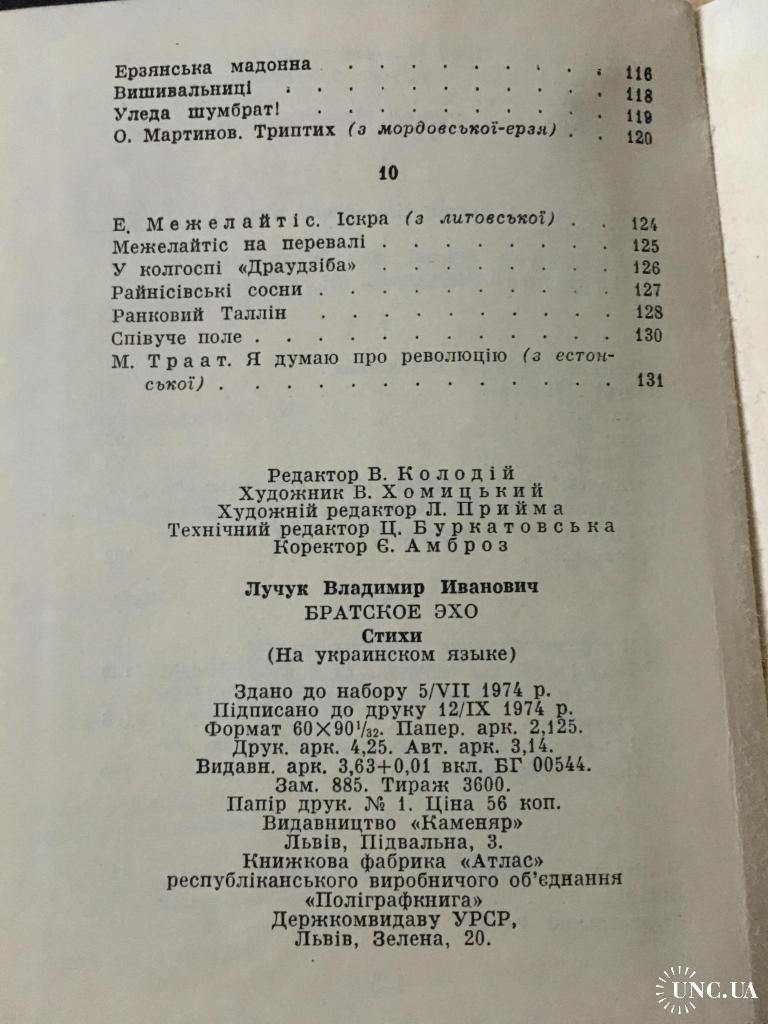 Ерзянська мадонна . . . . . . . . . . 116
Вишивальниці . . . . . . . . . . . 118
Уледа шумбрат! . . . . . . . . . . 119
О. Мартинов. Триптих (з мордовської-ерзя) . . 120
10
Е. Межелайтіс. Іскра (з литовської) . . 124
Межелайтіс на перевалі . . . . . . . . 125
У колгоспі «Драудзіба» . . . . . . . . 126
Райнісівські сосни . . . . . . . . . . 127
Ранковий Таллін . . . . . . . . . . 128
Співуче поле . . . . . . . . . . . . 130
М. Траат. Я думаю про революцію (з естон-
ської) . . . . . . . . . . . . . 131
Редактор В. Колодій
Художник В. Хомицький
Художній редактор Л. Прийма
Технічний редактор Ц. Буркатовська
Коректор Є. Амброз
Лучук Владимир Иванович
БРАТСКОЕ ЭХО
Стихи
(На украинском языке)
Здано до набору 5/VII 1974 р.
Підписано до друку 12/IX 1974 р.
Формат 60×90 1/32. Папер. арк. 2,125.
Друк. арк. 4,25. Авт. арк. 3,14.
Видавн. арк. 3,63+0,01 вкл. БГ 00544.
Зам. 885. Тираж 3600.
Папір друк. № 1. Ціна 56 коп.
Видавництво «Каменяр»
Львів, Підвальна, 3.
Книжкова фабрика «Атлас»
республіканського виробничого об'єднання
«Поліграфкнига»
Держкомвидаву УРСР,
Львів, Зелена, 20.
UNC.UA